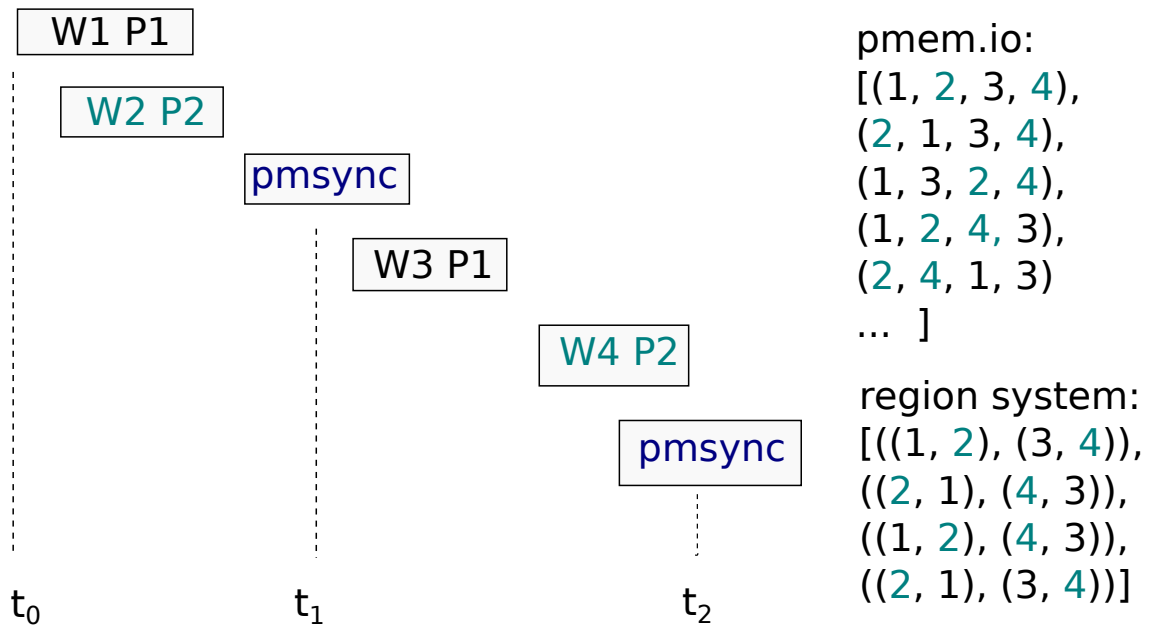 W1 P1
W2 P2
pmsync
W3 P1
W4 P2
pmsync
t0
t1
t2
pmem.io:
[(1, 2, 3, 4),
(2, 1, 3, 4),
(1, 3, 2, 4),
(1, 2, 4, 3),
(2, 4, 1, 3)
... ]
region system:
[((1, 2), (3, 4)),
((2, 1), (4, 3)),
((1, 2), (4, 3)),
((2, 1), (3, 4))]